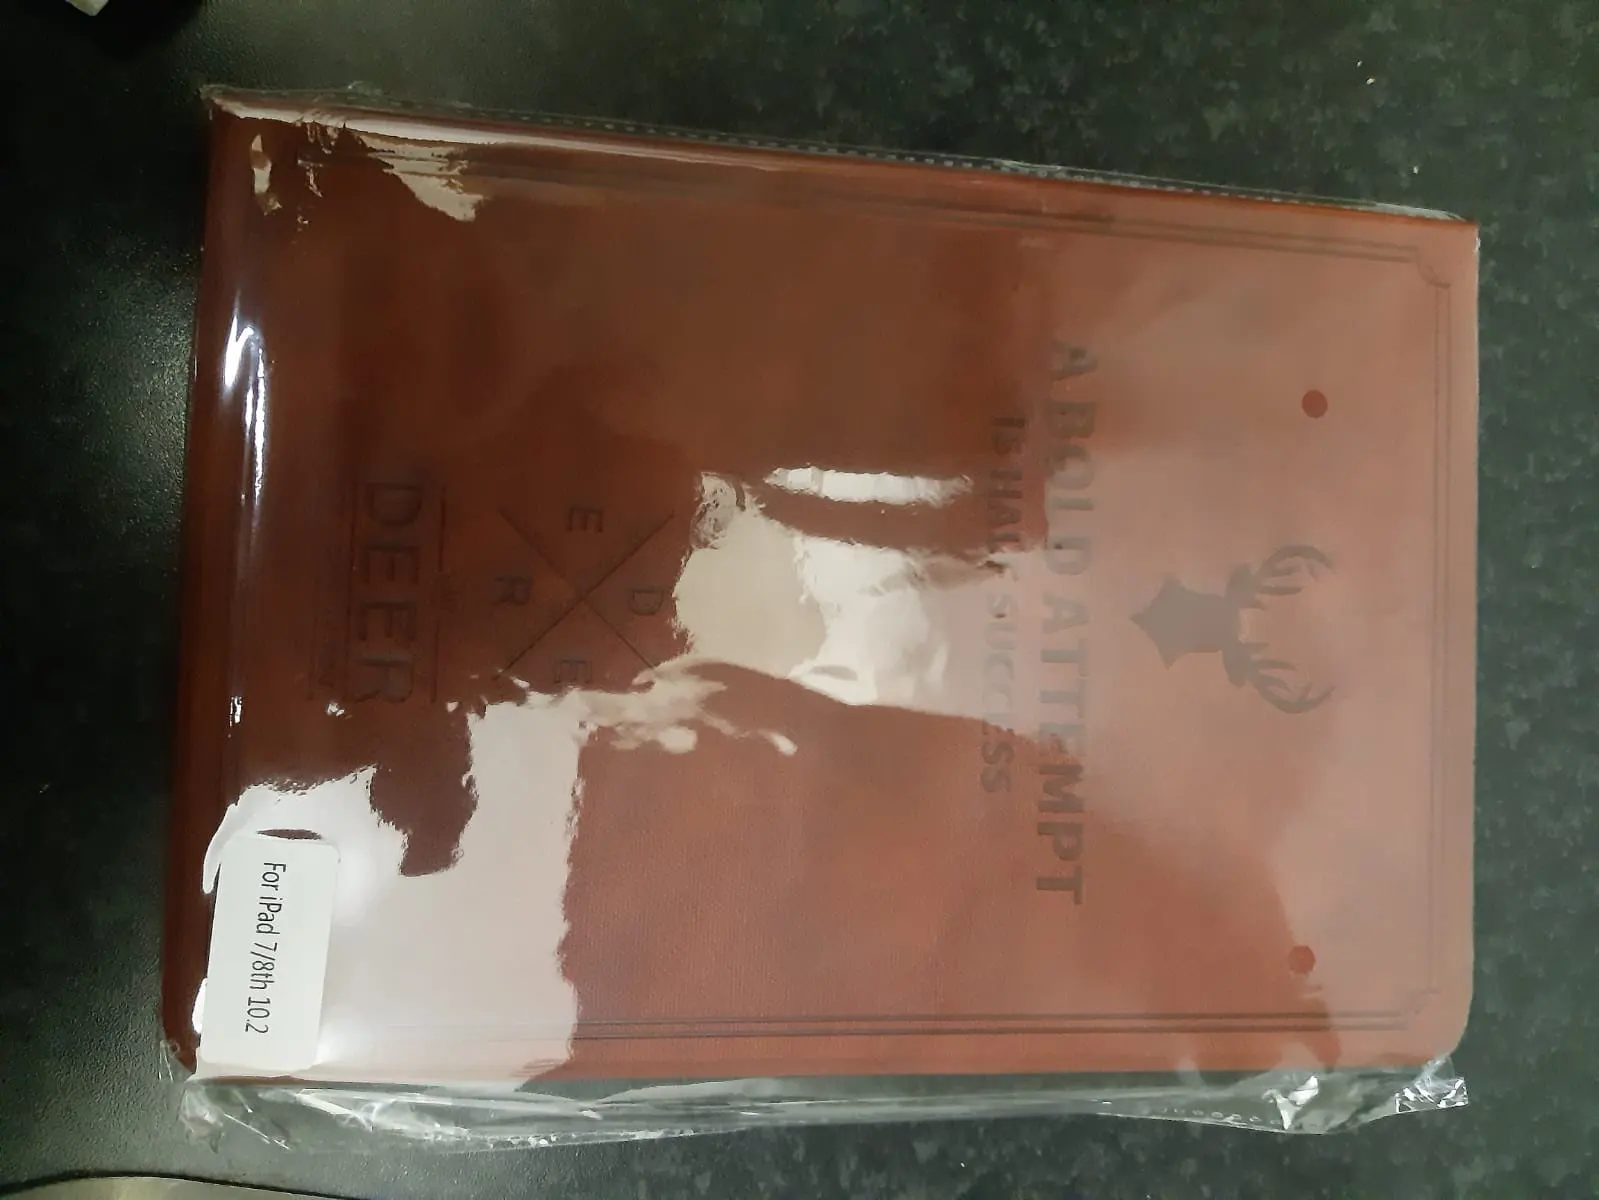 A BOLD ATTEMPT
IS HALF SUCCESS
D
E E
R
DEER
For iPad 7/8th 10.2